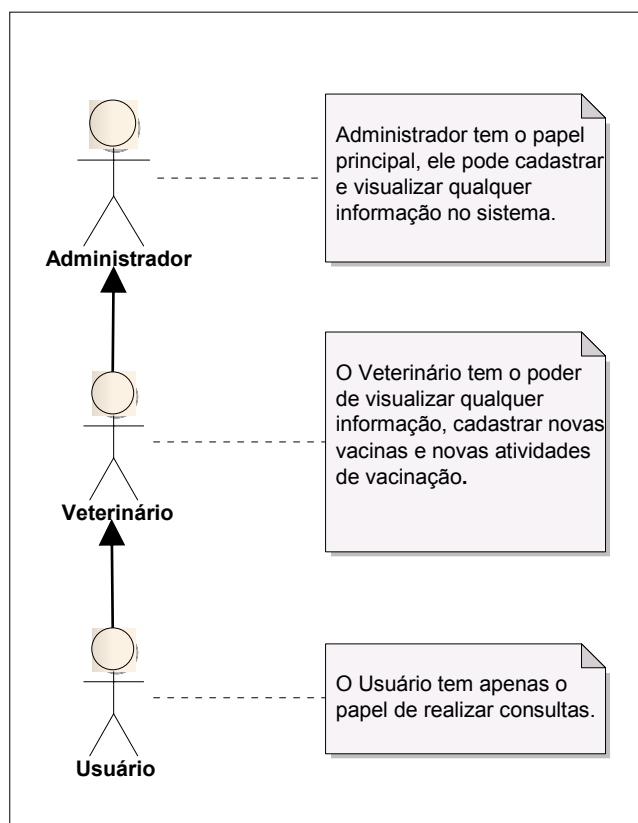 Administrador tem o papel
principal, ele pode cadastrar
e visualizar qualquer
informação no sistema.
Administrador
O Veterinário tem o poder
de visualizar qualquer
informação, cadastrar novas
vacinas e novas atividades
de vacinação.
Veterinário
O Usuário tem apenas o
papel de realizar consultas.
Usuário